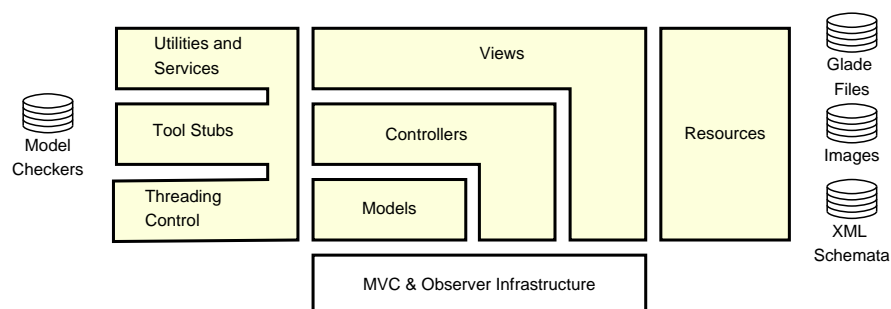 Utilities and
Services
Views
Glade
Files
Model
Checkers
Tool Stubs
Controllers
Resources
Images
Threading
Control
Models
XML
Schemata
MVC & Observer Infrastructure